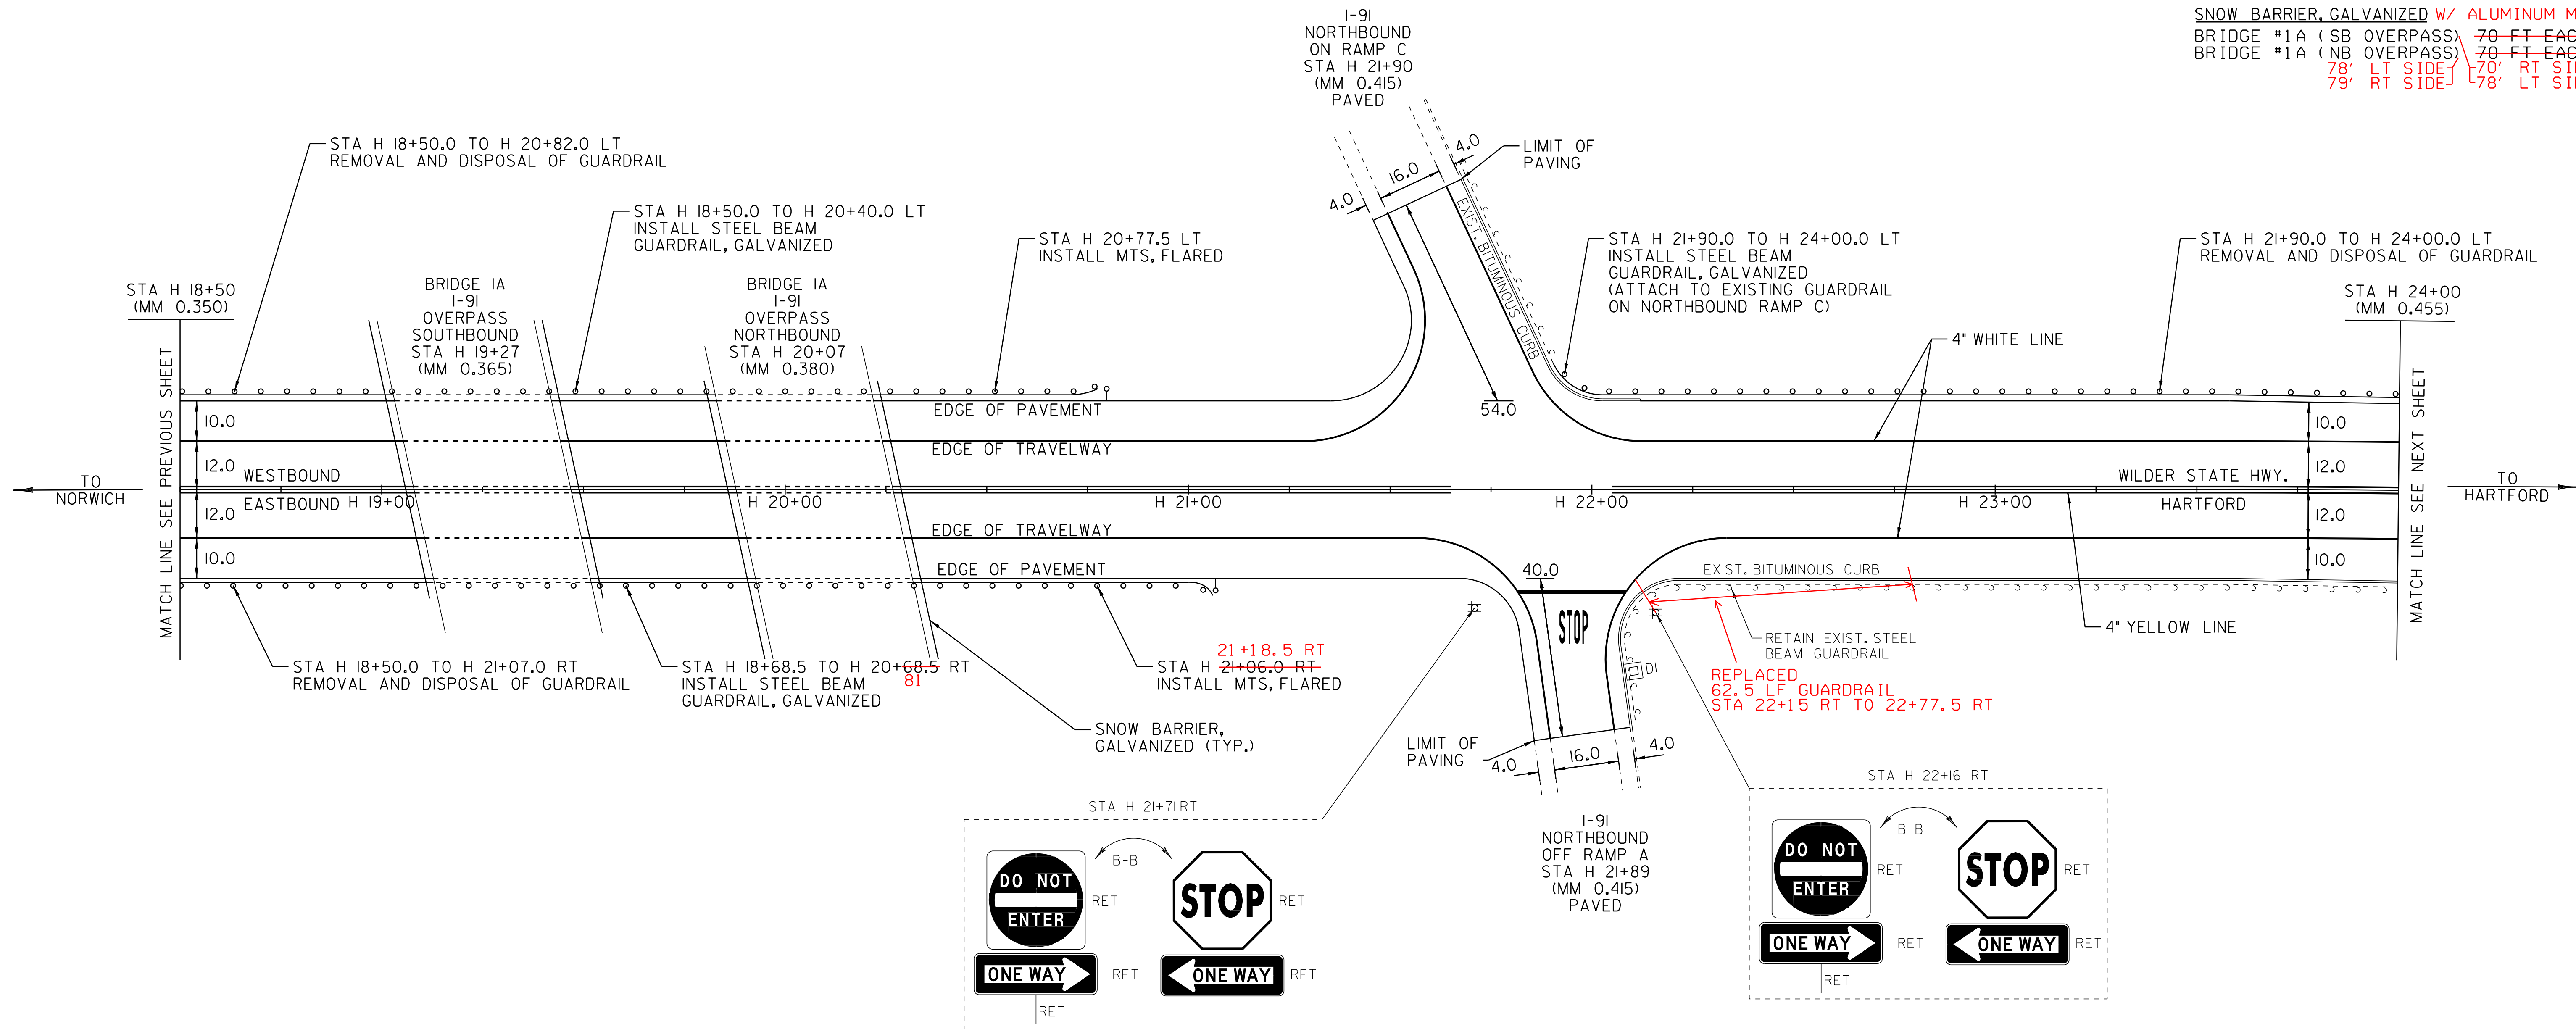 SNOW BARRIER, GALVANIZED W/ ALUMINUM
BRIDGE #1A (SB OVERPASS) 70 FT
BRIDGE #1A (NB OVERPASS) 70 FT
78' LT SIDE 70' RT
79' RT SIDE 78' LT
I-91
NORTHBOUND
ON RAMP C
STA H 21+90
(MM 0.415)
PAVED
STA H 18+50.0 TO H 20+82.0 LT
REMOVAL AND DISPOSAL OF GUARDRAIL
4.0
16.0
4.0
LIMIT OF
PAVING
EXIST. BITUMINOUS CURB
STA H 18+50.0 TO H 20+40.0 LT
INSTALL STEEL BEAM
GUARDRAIL, GALVANIZED
STA H 20+77.5 LT
INSTALL MTS, FLARED
STA H 21+90.0 TO H 24+00.0 LT
INSTALL STEEL BEAM
GUARDRAIL, GALVANIZED
(ATTACH TO EXISTING GUARDRAIL
ON NORTHBOUND RAMP C)
STA H 21+90.0 TO H 24+00.0 LT
REMOVAL AND DISPOSAL OF GUARDRAIL
STA H 18+50
(MM 0.350)
BRIDGE 1A
I-91
OVERPASS
SOUTHBOUND
STA H 19+27
(MM 0.365)
BRIDGE 1A
I-91
OVERPASS
NORTHBOUND
STA H 20+07
(MM 0.380)
STA H 24+00
(MM 0.455)
4" WHITE LINE
MATCH LINE SEE PREVIOUS SHEET
MATCH LINE SEE NEXT SHEET
54.0
EDGE OF PAVEMENT
10.0
10.0
EDGE OF TRAVELWAY
12.0
12.0
WESTBOUND
WILDER STATE HWY.
TO
NORWICH
TO
HARTFORD
EASTBOUND
H 19+00
H 20+00
H 21+00
H 22+00
H 23+00
HARTFORD
12.0
12.0
EDGE OF TRAVELWAY
10.0
10.0
EDGE OF PAVEMENT
40.0
EXIST. BITUMINOUS CURB
STOP
4" YELLOW LINE
RETAIN EXIST. STEEL
BEAM GUARDRAIL
D1
STA H 18+50.0 TO H 21+07.0 RT
REMOVAL AND DISPOSAL OF GUARDRAIL
STA H 18+68.5 TO H 20+68.5 RT
81
INSTALL STEEL BEAM
GUARDRAIL, GALVANIZED
21+18.5 RT
STA H 21+06.0 RT
INSTALL MTS, FLARED
REPLACED
62.5 LF GUARDRAIL
STA 22+15 RT TO 22+77.5 RT
SNOW BARRIER,
GALVANIZED (TYP.)
LIMIT OF
PAVING
4.0
16.0
4.0
I-91
NORTHBOUND
OFF RAMP A
STA H 21+89
(MM 0.415)
PAVED
STA H 21+71 RT
B-B
DO NOT
ENTER
RET
STOP
RET
ONE WAY
RET
ONE WAY
RET
RET
STA H 22+16 RT
B-B
DO NOT
ENTER
RET
STOP
RET
ONE WAY
RET
ONE WAY
RET
RET